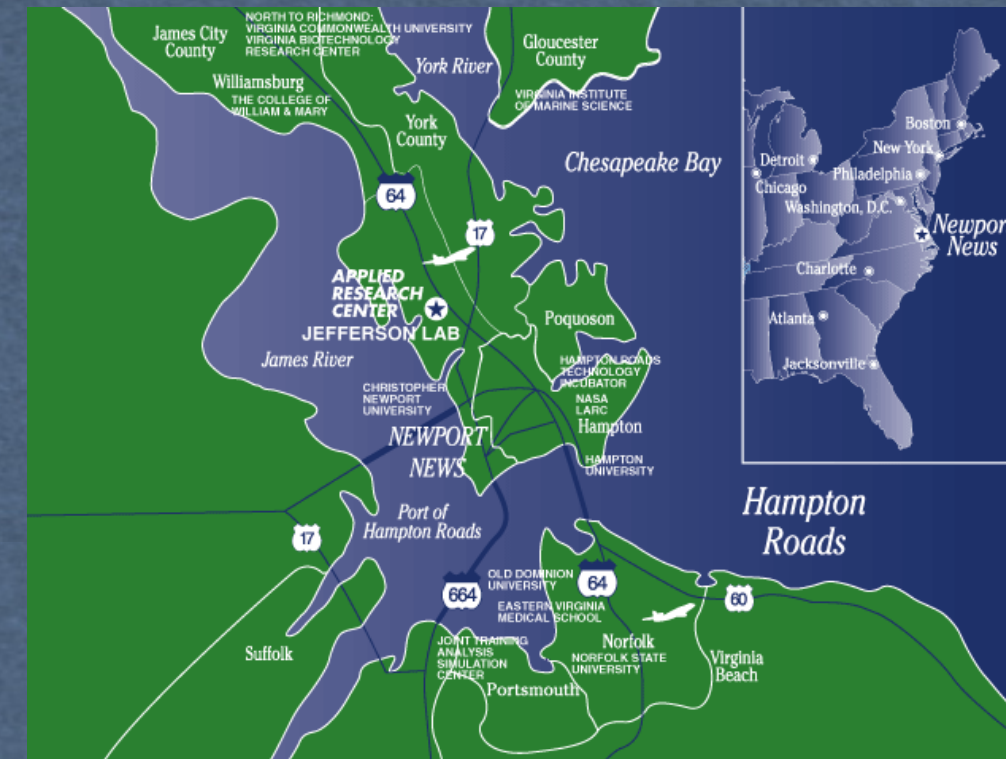 NORTH TO RICHMOND:
VIRGINIA COMMONWEALTH UNIVERSITY
VIRGINIA BIOTECHNOLOGY
RESEARCH CENTER
James City
County
Williamsburg
THE COLLEGE OF
WILLIAM & MARY
York River
Gloucester
County
VIRGINIA INSTITUTE
OF MARINE SCIENCE
York
County
Chesapeake Bay
64
17
APPLIED
RESEARCH
CENTER
JEFFERSON LAB
James River
Poquoson
HAMPTON ROADS
TECHNOLOGY
INCUBATOR
NASA
LARC
Hampton
CHRISTOPHER
NEWPORT
UNIVERSITY
NEWPORT
NEWS
HAMPTON
UNIVERSITY
Port of
Hampton Roads
Hampton
Roads
17
664
OLD DOMINION
UNIVERSITY
64
60
EASTERN VIRGINIA
MEDICAL SCHOOL
Suffolk
JOINT TRAINING
ANALYSIS
SIMULATION
CENTER
Norfolk
NORFOLK STATE
UNIVERSITY
Portsmouth
Virginia
Beach
Boston
New York
Detroit
Philadelphia
Chicago
Washington, D.C.
Newpor
News
Charlotte
Atlanta
Jacksonville